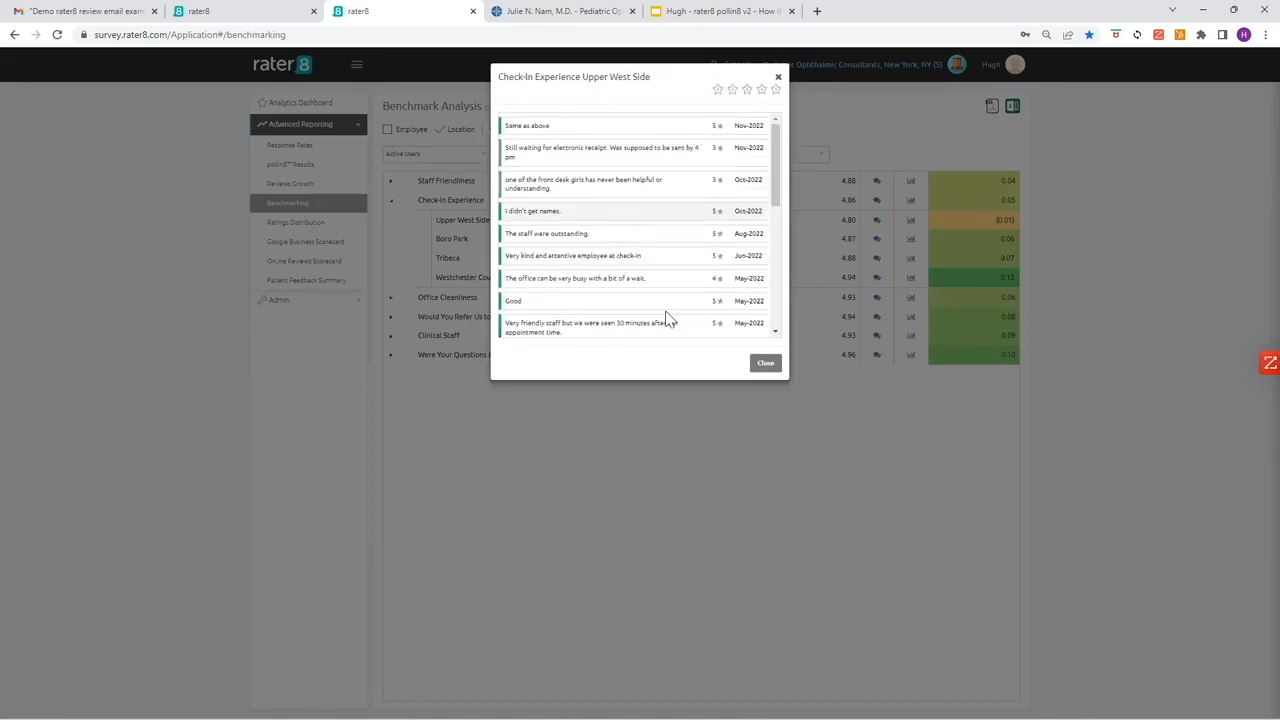 "Demo rater8 review email exam
rater8
rater8
Julie N. Nam, M.D. - Pediatric Op
Hugh - rater8 pollin8 v2 - How it
survey.rater8.com/Application#/benchmarking
H
rater8
Ophthalmic Consultants, New York, NY (5)
Hugh
Analytics Dashboard
Advanced Reporting
Response Rates
pollin8™ Results
Reviews Growth
Benchmarking
Ratings Distribution
Google Business Scorecard
Online Reviews Scorecard
Patient Feedback Summary
Admin
Benchmark Analysis
Employee
Location
Active Users
Staff Friendliness 4.88 0.04
Check-In Experience 4.86 0.05
Upper West Side 4.80 (0.01)
Boro Park 4.87 0.06
Tribeca 4.88 0.07
Westchester Cou 4.94 0.13
Office Cleanliness 4.93 0.06
Would You Refer Us to 4.94 0.08
Clinical Staff 4.93 0.09
Were Your Questions 4.96 0.10
Check-In Experience Upper West Side
Same as above 5 Nov-2022
Still waiting for electronic receipt. Was supposed to be sent by 4 3 Nov-2022
pm
one of the front desk girls has never been helpful or 3 Oct-2022
understanding.
I didn't get names. 5 Oct-2022
The staff were outstanding. 5 Aug-2022
Very kind and attentive employee at check-in 5 Jun-2022
The office can be very busy with a bit of a wait. 4 May-2022
Good 5 May-2022
Very friendly staff but we were seen 30 minutes after 5 May-2022
appointment time.
Close